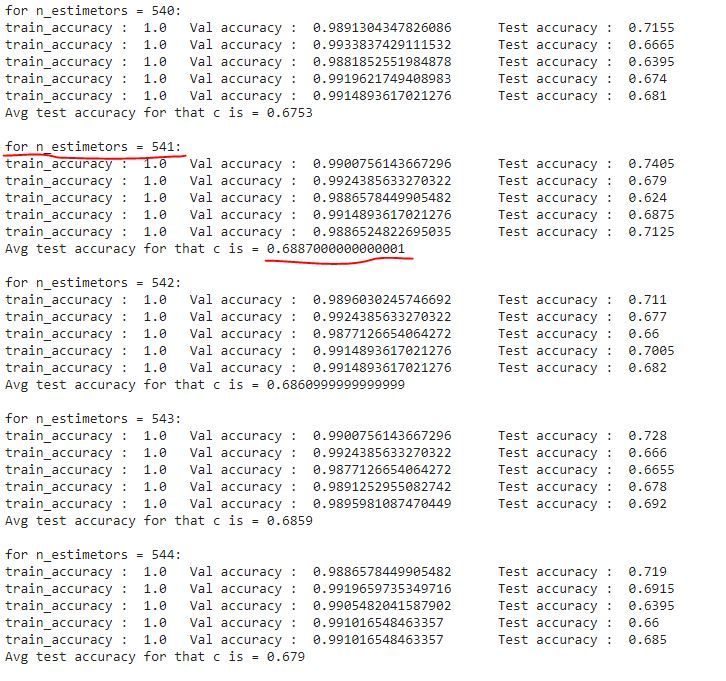 for n_estimetors = 540:
train_accuracy :  1.0   Val accuracy :  0.9891304347826086      Test accuracy :  0.7155
train_accuracy :  1.0   Val accuracy :  0.9933837429111532      Test accuracy :  0.6665
train_accuracy :  1.0   Val accuracy :  0.9881852551984878      Test accuracy :  0.6395
train_accuracy :  1.0   Val accuracy :  0.9919621749408983      Test accuracy :  0.674
train_accuracy :  1.0   Val accuracy :  0.9914893617021276      Test accuracy :  0.681
Avg test accuracy for that c is = 0.6753
for n_estimetors = 541:
train_accuracy :  1.0   Val accuracy :  0.9900756143667296      Test accuracy :  0.7405
train_accuracy :  1.0   Val accuracy :  0.9924385633270322      Test accuracy :  0.679
train_accuracy :  1.0   Val accuracy :  0.9886578449905482      Test accuracy :  0.624
train_accuracy :  1.0   Val accuracy :  0.9914893617021276      Test accuracy :  0.6875
train_accuracy :  1.0   Val accuracy :  0.9886524822695035      Test accuracy :  0.7125
Avg test accuracy for that c is = 0.6887000000000001
for n_estimetors = 542:
train_accuracy :  1.0   Val accuracy :  0.9896030245746692      Test accuracy :  0.711
train_accuracy :  1.0   Val accuracy :  0.9924385633270322      Test accuracy :  0.677
train_accuracy :  1.0   Val accuracy :  0.9877126654064272      Test accuracy :  0.66
train_accuracy :  1.0   Val accuracy :  0.9914893617021276      Test accuracy :  0.7005
train_accuracy :  1.0   Val accuracy :  0.9914893617021276      Test accuracy :  0.682
Avg test accuracy for that c is = 0.6860999999999999
for n_estimetors = 543:
train_accuracy :  1.0   Val accuracy :  0.9900756143667296      Test accuracy :  0.728
train_accuracy :  1.0   Val accuracy :  0.9924385633270322      Test accuracy :  0.666
train_accuracy :  1.0   Val accuracy :  0.9877126654064272      Test accuracy :  0.6655
train_accuracy :  1.0   Val accuracy :  0.9891252955082742      Test accuracy :  0.678
train_accuracy :  1.0   Val accuracy :  0.9895981087470449      Test accuracy :  0.692
Avg test accuracy for that c is = 0.6859
for n_estimetors = 544:
train_accuracy :  1.0   Val accuracy :  0.9886578449905482      Test accuracy :  0.719
train_accuracy :  1.0   Val accuracy :  0.9919659735349716      Test accuracy :  0.6915
train_accuracy :  1.0   Val accuracy :  0.9905482041587902      Test accuracy :  0.6395
train_accuracy :  1.0   Val accuracy :  0.991016548463357       Test accuracy :  0.66
train_accuracy :  1.0   Val accuracy :  0.991016548463357       Test accuracy :  0.685
Avg test accuracy for that c is = 0.679